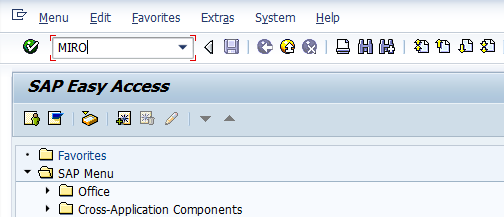 Menu Edit Favorites Extras System Help
MIRO
SAP Easy Access
Favorites
SAP Menu
Office
Cross-Application Components